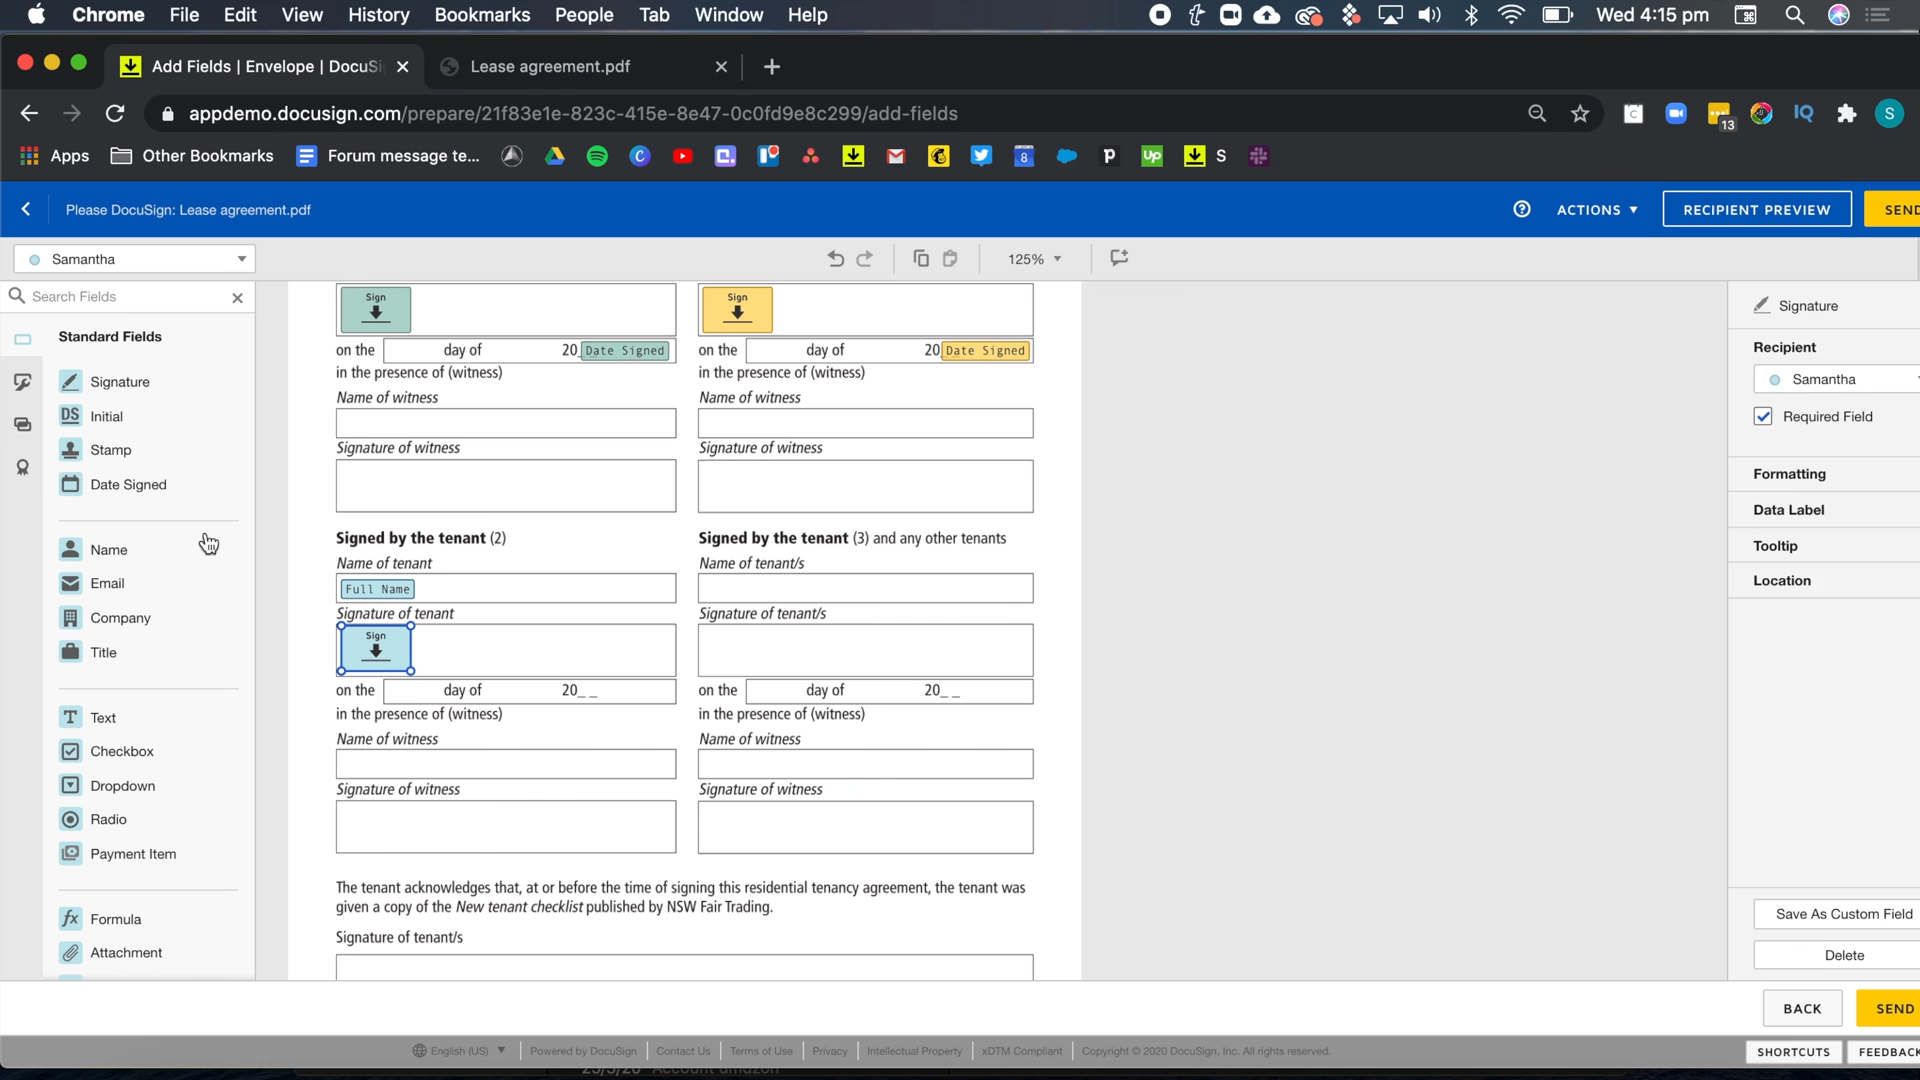 Chrome File Edit View History Bookmarks People Tab Window Help Wed 4:15 pm
Add Fields | Envelope | DocuSi Lease agreement.pdf
appdemo.docusign.com/prepare/21f83e1e-823c-415e-8e47-0c0fd9e8c299/add-fields 13 IQ S
Apps Other Bookmarks Forum message te... 8 p up S
Please DocuSign: Lease agreement.pdf ACTIONS RECIPIENT PREVIEW SEND
Samantha 125%
Search Fields
Standard Fields
Signature
DS Initial
Stamp
Date Signed
Name
Email
Company
Title
Text
Checkbox
Dropdown
Radio
Payment Item
fx Formula
Attachment
Sign Sign
on the day of 20 Date Signed on the day of 20 Date Signed
in the presence of (witness) in the presence of (witness)
Name of witness Name of witness
Signature of witness Signature of witness
Signed by the tenant (2) Signed by the tenant (3) and any other tenants
Name of tenant Name of tenant/s
Full Name
Signature of tenant Signature of tenant/s
Sign
on the day of 20_ _ on the day of 20_ _
in the presence of (witness) in the presence of (witness)
Name of witness Name of witness
Signature of witness Signature of witness
The tenant acknowledges that, at or before the time of signing this residential tenancy agreement, the tenant was
given a copy of the New tenant checklist published by NSW Fair Trading.
Signature of tenant/s
Signature
Recipient
Samantha
Required Field
Formatting
Data Label
Tooltip
Location
Save As Custom Field
Delete
BACK SEND
English (US) Powered by DocuSign Contact Us Terms of Use Privacy Intellectual Property xDTM Compliant Copyright © 2020 DocuSign, Inc. All rights reserved.
SHORTCUTS FEEDBACK